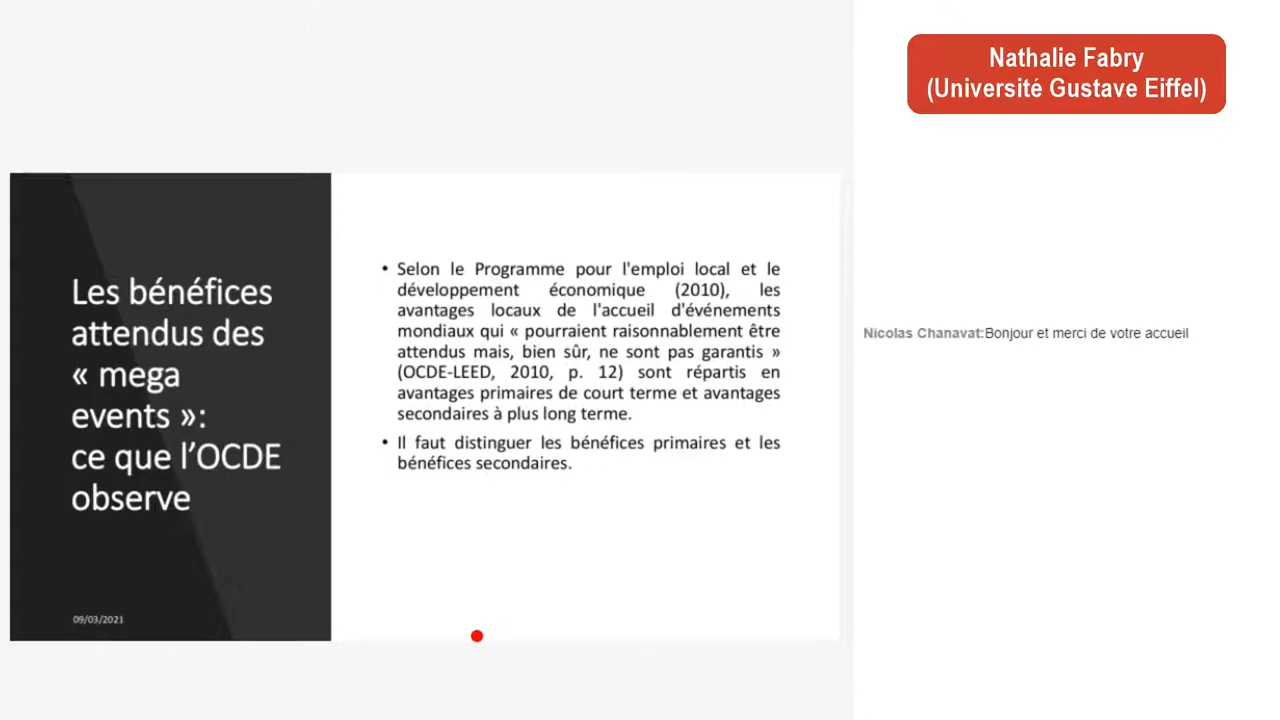 Nathalie Fabry
(Université Gustave Eiffel)
Les bénéfices
attendus des
« mega
events »:
ce que l’OCDE
observe
09/03/2021
• Selon le Programme pour l'emploi local et le
développement économique (2010), les
avantages locaux de l'accueil d'événements
mondiaux qui « pourraient raisonnablement être
attendus mais, bien sûr, ne sont pas garantis »
(OCDE-LEED, 2010, p. 12) sont répartis en
avantages primaires de court terme et avantages
secondaires à plus long terme.
• Il faut distinguer les bénéfices primaires et les
bénéfices secondaires.
Nicolas Chanavat:Bonjour et merci de votre accueil